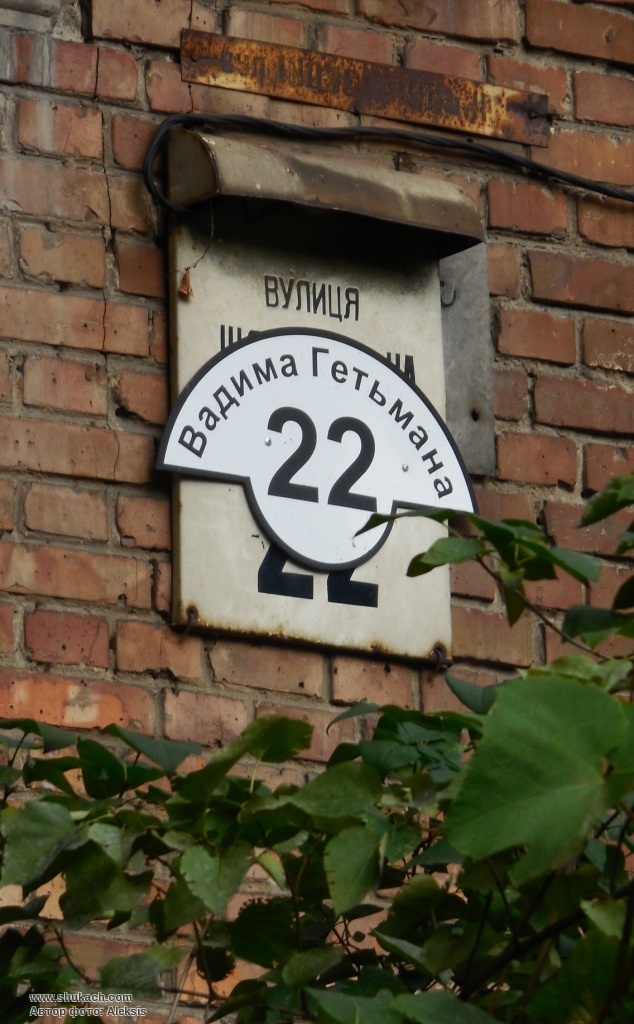 ВУЛИЦЯ
Вадима Гетьмана
22
22
www.shukach.com
Автор фото: Aleksis